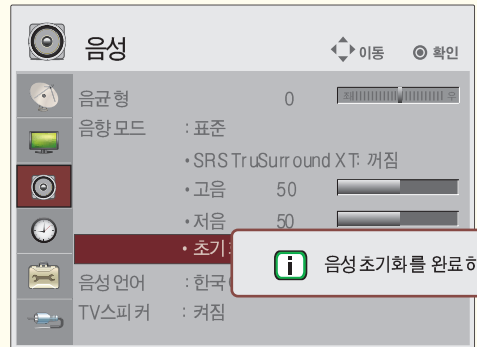 음성 이동 확인
음균형 0 좌 우
음향모드 : 표준
•SRS TruSurround XT: 꺼짐
•고음 50
•저음 50
•초기
음성초기화를 완료하
음성언어 : 한국
TV스피커 : 켜짐